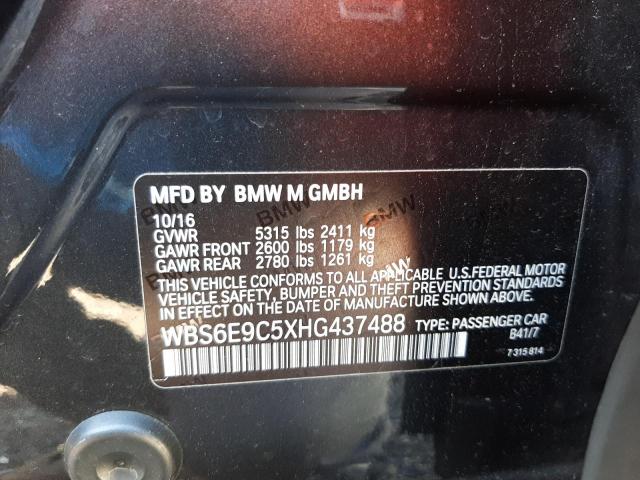 MFD BY BMW M GMBH
10/16
GVWR 5315 lbs 2411 kg
GAWR FRONT 2600 lbs 1179 kg
GAWR REAR 2780 lbs 1261 kg
THIS VEHICLE CONFORMS TO ALL APPLICABLE U.S.FEDERAL MOTOR
VEHICLE SAFETY, BUMPER AND THEFT PREVENTION STANDARDS
IN EFFECT ON THE DATE OF MANUFACTURE SHOWN ABOVE.
WBS6E9C5XHG437488 TYPE: PASSENGER CAR
B41/7
7 315 814